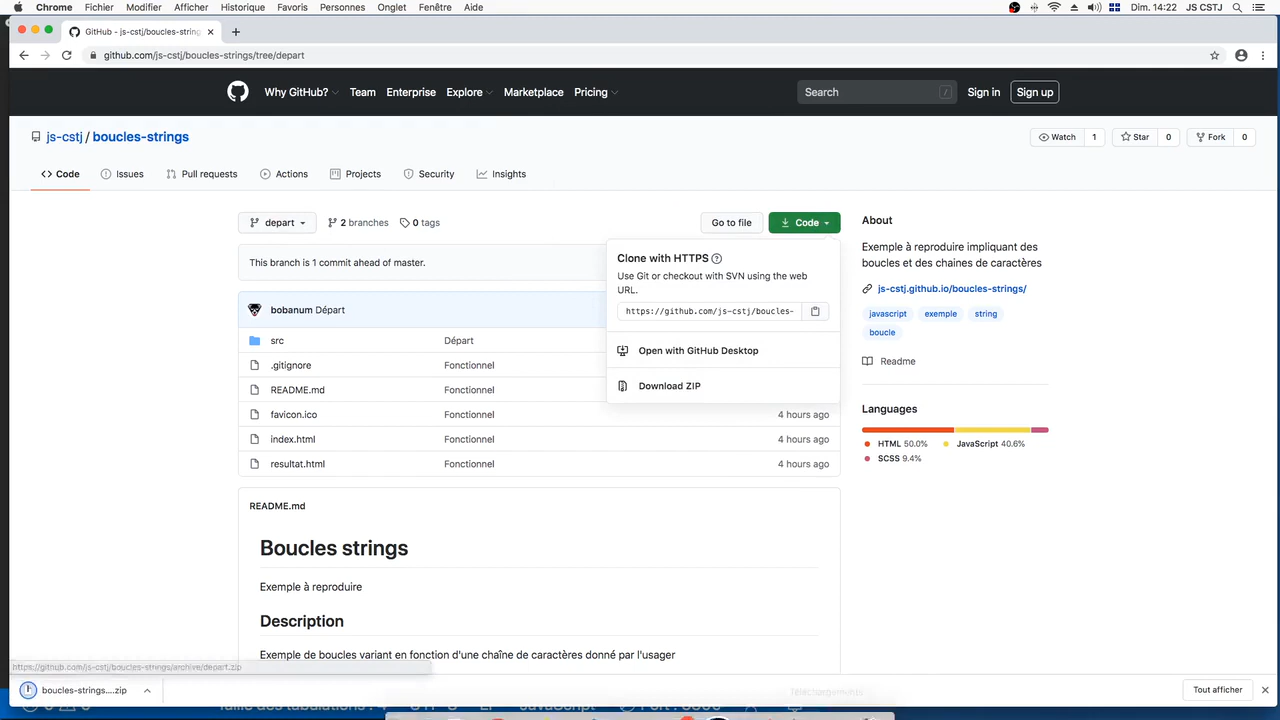 Chrome Fichier Modifier Afficher Historique Favoris Personnes Onglet Fenêtre Aide Dim. 14:22 JS CSTJ
GitHub - js-cstj/boucles-string
github.com/js-cstj/boucles-strings/tree/depart
Why GitHub? Team Enterprise Explore Marketplace Pricing Search / Sign in Sign up
js-cstj / boucles-strings Watch 1 Star 0 Fork 0
Code Issues Pull requests Actions Projects Security Insights
depart 2 branches 0 tags Go to file Code
About
This branch is 1 commit ahead of master.
Clone with HTTPS
Use Git or checkout with SVN using the web
URL.
https://github.com/js-cstj/boucles-
Open with GitHub Desktop
Download ZIP
Exemple à reproduire impliquant des
boucles et des chaines de caractères
js-cstj.github.io/boucles-strings/
javascript exemple string
boucle
Readme
bobanum Départ
src Départ
.gitignore Fonctionnel
README.md Fonctionnel
favicon.ico Fonctionnel 4 hours ago
index.html Fonctionnel 4 hours ago
resultat.html Fonctionnel 4 hours ago
Languages
HTML 50.0% JavaScript 40.6%
SCSS 9.4%
README.md
Boucles strings
Exemple à reproduire
Description
Exemple de boucles variant en fonction d'une chaîne de caractères donné par l'usager
https://github.com/js-cstj/boucles-strings/archive/depart.zip
boucles-strings....zip
Téléchargements
Tout afficher